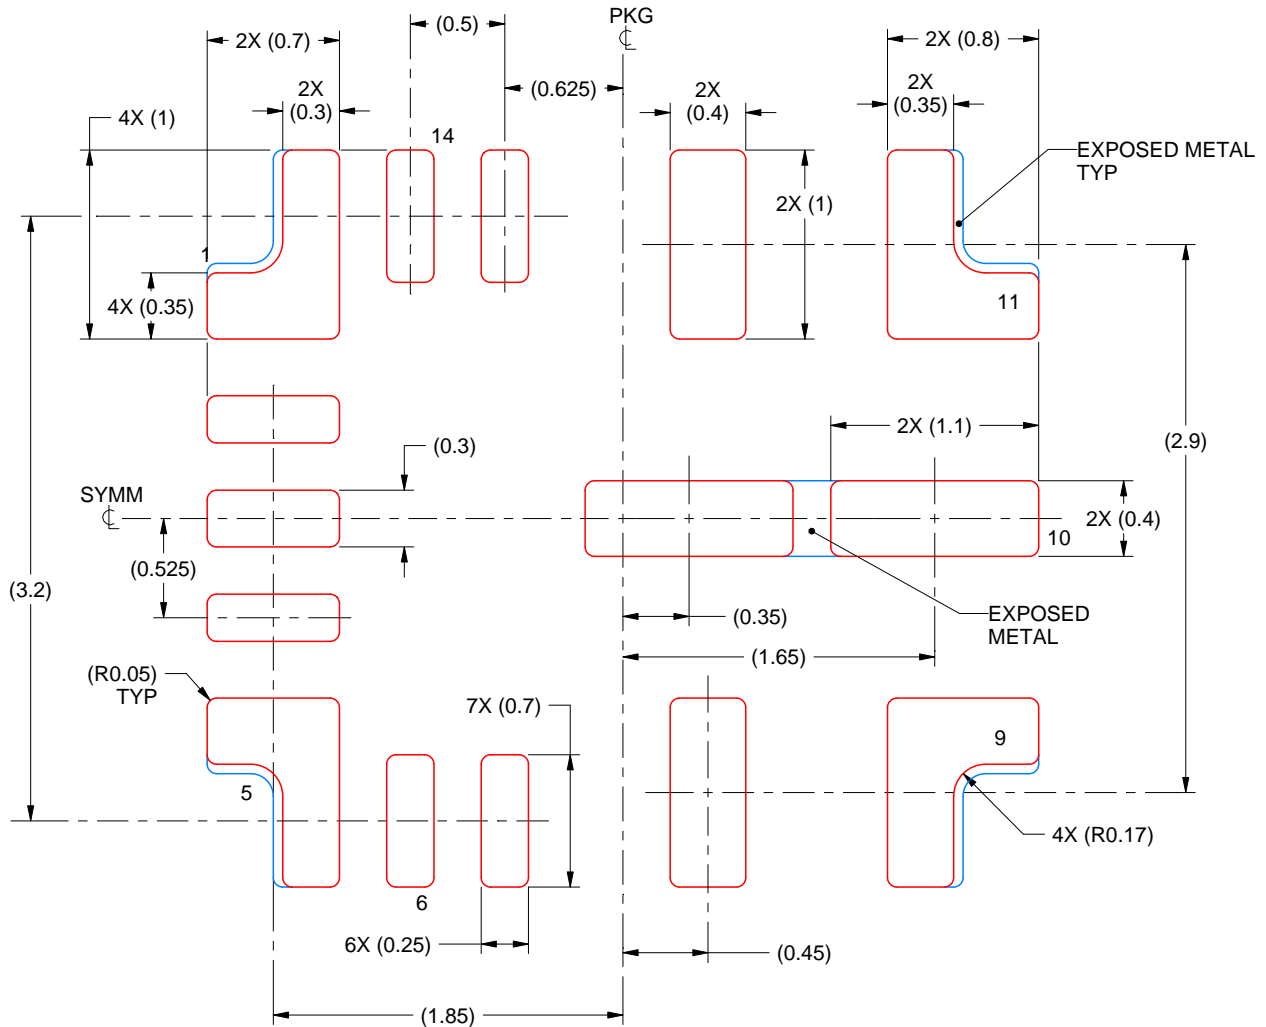 PKG
℄
(0.5)
2X (0.7)
2X (0.8)
2X
(0.3)
(0.625)
2X
(0.4)
2X
(0.35)
4X (1)
14
EXPOSED METAL
TYP
2X (1)
1
4X (0.35)
11
(2.9)
2X (1.1)
(0.3)
SYMM
℄
2X (0.4)
10
(0.525)
(3.2)
(0.35)
EXPOSED
METAL
(1.65)
(R0.05)
TYP
7X (0.7)
9
5
4X (R0.17)
6
6X (0.25)
(0.45)
(1.85)